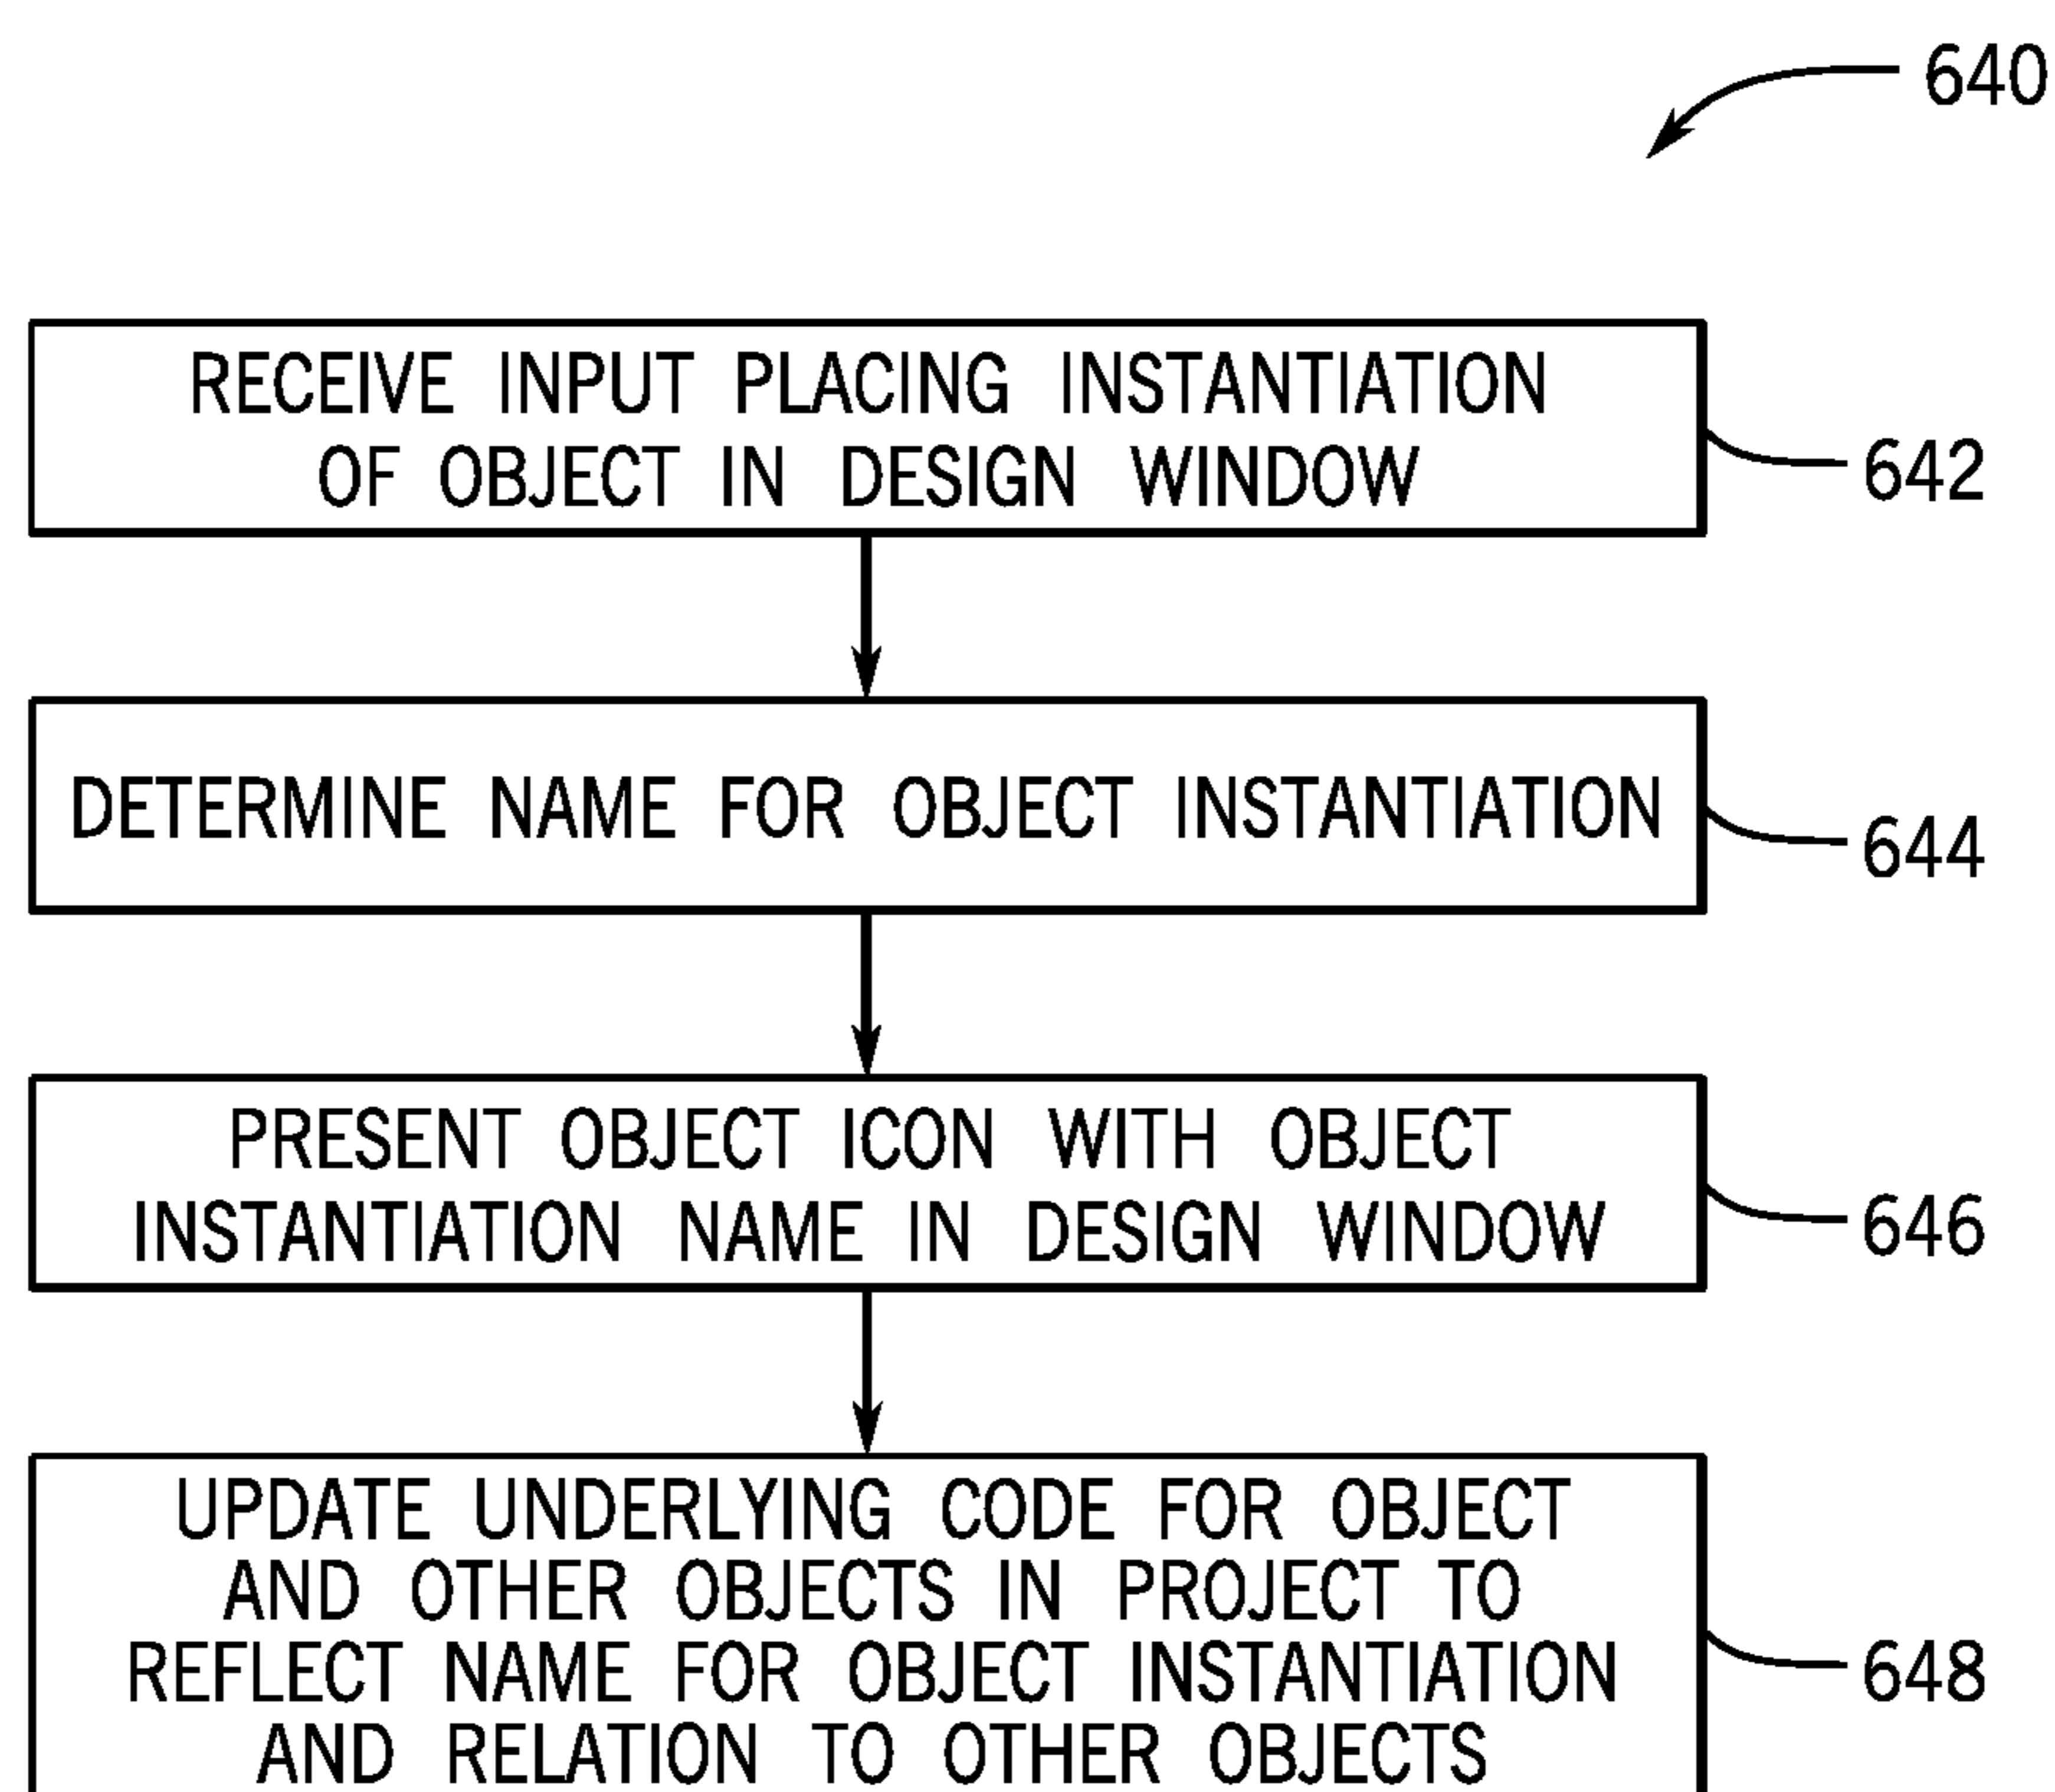 640
RECEIVE INPUT PLACING INSTANTIATION
OF OBJECT IN DESIGN WINDOW
642
DETERMINE NAME FOR OBJECT INSTANTIATION
644
PRESENT OBJECT ICON WITH OBJECT
INSTANTIATION NAME IN DESIGN WINDOW
646
UPDATE UNDERLYING CODE FOR OBJECT
AND OTHER OBJECTS IN PROJECT TO
REFLECT NAME FOR OBJECT INSTANTIATION
AND RELATION TO OTHER OBJECTS
648